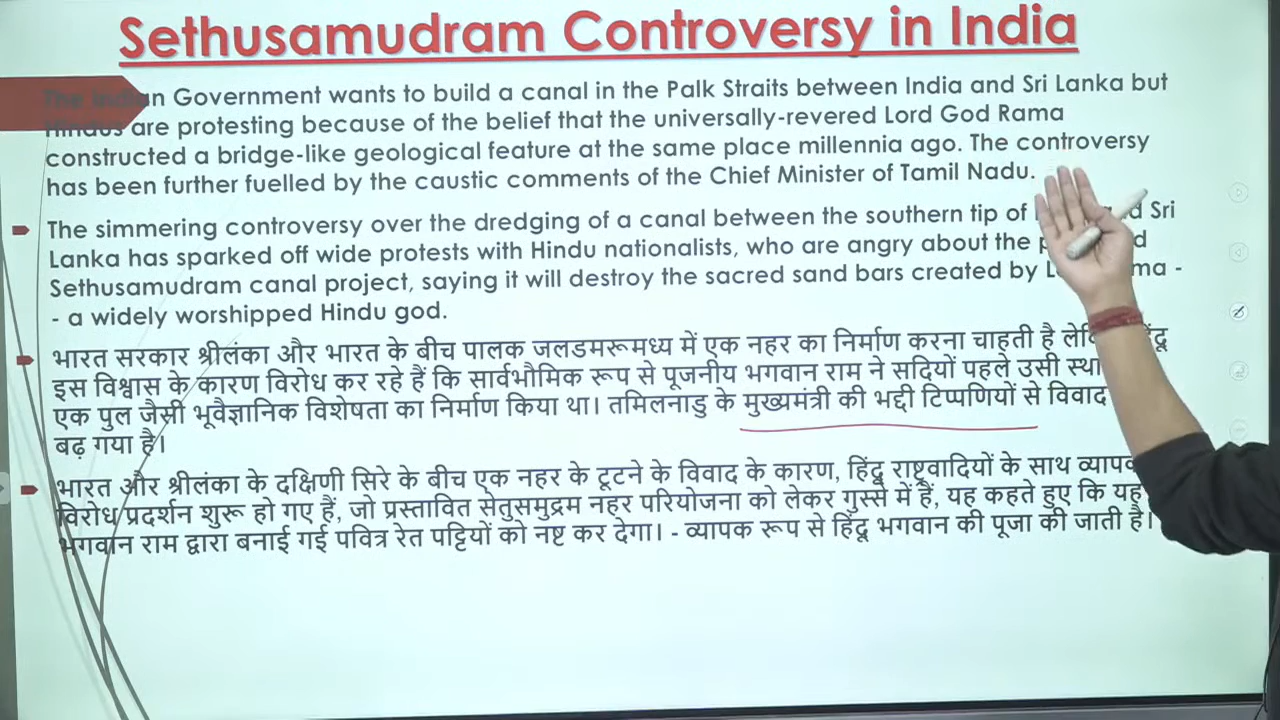 Sethusamudram Controversy in India
The Indian Government wants to build a canal in the Palk Straits between India and Sri Lanka but
Hindus are protesting because of the belief that the universally-revered Lord God Rama
constructed a bridge-like geological feature at the same place millennia ago. The controversy
has been further fuelled by the caustic comments of the Chief Minister of Tamil Nadu.
The simmering controversy over the dredging of a canal between the southern tip of Sri
Lanka has sparked off wide protests with Hindu nationalists, who are angry about the
Sethusamudram canal project, saying it will destroy the sacred sand bars created by -
- a widely worshipped Hindu god.
भारत सरकार श्रीलंका और भारत के बीच पालक जलडमरूमध्य में एक नहर का निर्माण करना चाहती है
इस विश्वास के कारण विरोध कर रहे हैं कि सार्वभौमिक रूप से पूजनीय भगवान राम ने सदियों पहले उसी
एक पुल जैसी भूवैज्ञानिक विशेषता का निर्माण किया था। तमिलनाडु के मुख्यमंत्री की भद्दी टिप्पणियों से विवाद
बढ़ गया है।
भारत और श्रीलंका के दक्षिणी सिरे के बीच एक नहर के टूटने के विवाद के कारण, हिंदू राष्ट्रवादियों के साथ
विरोध प्रदर्शन शुरू हो गए हैं, जो प्रस्तावित सेतुसमुद्रम नहर परियोजना को लेकर गुस्से में हैं, यह कहते हुए कि यह
भगवान राम द्वारा बनाई गई पवित्र रेत पट्टियों को नष्ट कर देगा। - व्यापक रूप से हिंदू भगवान की पूजा की जाती है।